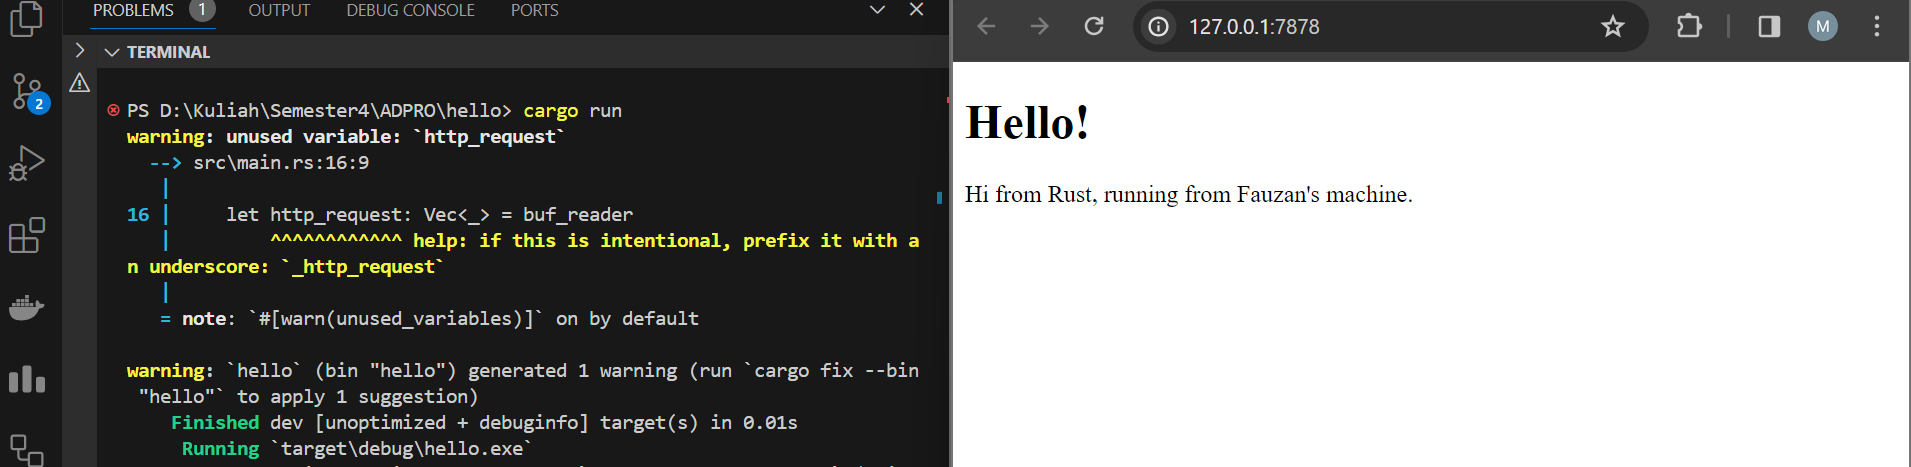 PROBLEMS 1 OUTPUT DEBUG CONSOLE PORTS
TERMINAL
2
PS D:\Kuliah\Semester4\ADPRO\hello> cargo run
warning: unused variable: `http_request`
--> src\main.rs:16:9
|
16 | let http_request: Vec<_> = buf_reader
| ^^^^^^^^^^^^ help: if this is intentional, prefix it with a
n underscore: `_http_request`
|
= note: `#[warn(unused_variables)]` on by default
warning: `hello` (bin "hello") generated 1 warning (run `cargo fix --bin
"hello"` to apply 1 suggestion)
Finished dev [unoptimized + debuginfo] target(s) in 0.01s
Running `target\debug\hello.exe`
127.0.0.1:7878
M
Hello!
Hi from Rust, running from Fauzan's machine.